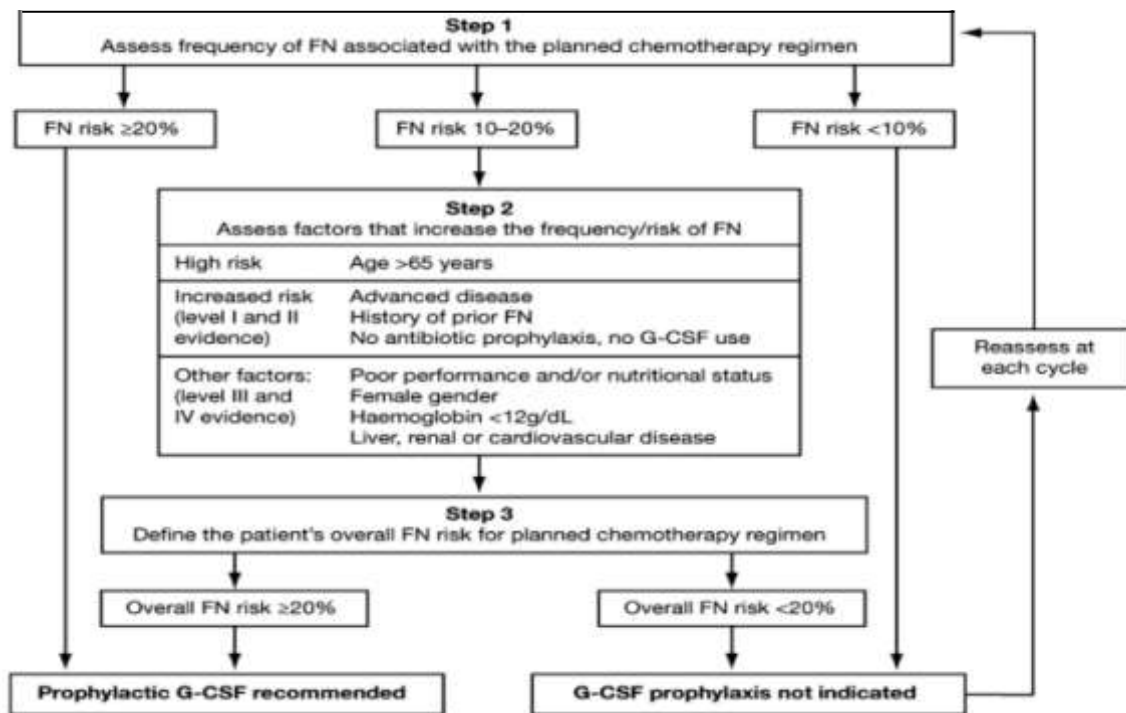 Step 1
Assess frequency of FN associated with the planned chemotherapy regimen
FN risk ≥20%
FN risk 10–20%
FN risk <10%
Step 2
Assess factors that increase the frequency/risk of FN
High risk Age >65 years
Increased risk Advanced disease
(level I and II History of prior FN
evidence) No antibiotic prophylaxis, no G-CSF use
Other factors: Poor performance and/or nutritional status
(level III and Female gender
IV evidence) Haemoglobin <12g/dL
Liver, renal or cardiovascular disease
Reassess at
each cycle
Step 3
Define the patient's overall FN risk for planned chemotherapy regimen
Overall FN risk ≥20%
Overall FN risk <20%
Prophylactic G-CSF recommended
G-CSF prophylaxis not indicated